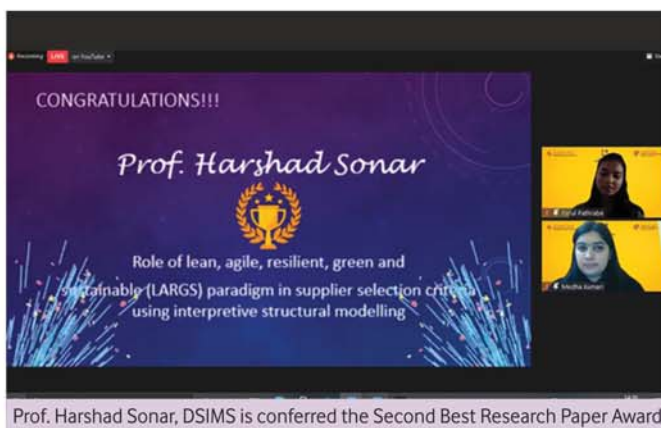 Recording LIVE on YouTube
CONGRATULATIONS!!!
Prof. Harshad Sonar
Role of lean, agile, resilient, green and
sustainable (LARGS) paradigm in supplier selection criteria
using interpretive structural modelling
Pathrabe
Medha Kumari
Prof. Harshad Sonar, DSIMS is conferred the Second Best Research Paper Award